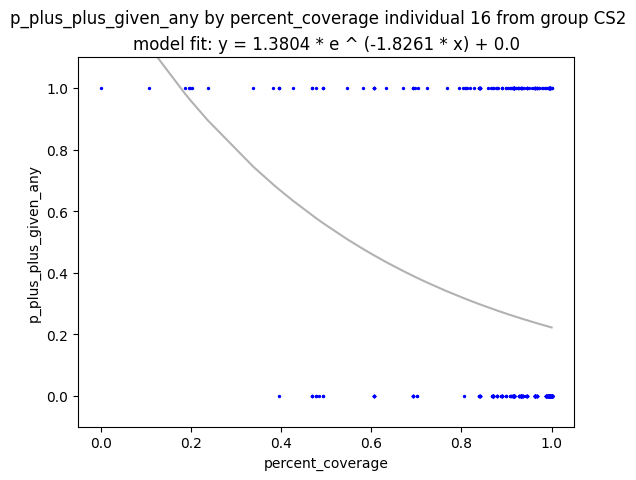 p_plus_plus_given_any by percent_coverage individual 16 from group CS2
model fit: y = 1.3804 * e ^ (-1.8261 * x) + 0.0
p_plus_plus_given_any
1.0
0.8
0.6
0.4
0.2
0.0
0.0 0.2 0.4 0.6 0.8 1.0
percent_coverage